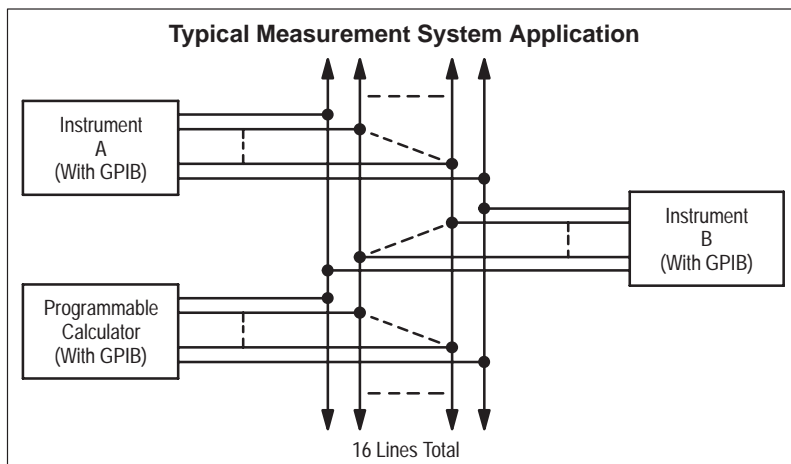 Typical Measurement System Application
Instrument
A
(With GPIB)
Instrument
B
(With GPIB)
Programmable
Calculator
(With GPIB)
16 Lines Total